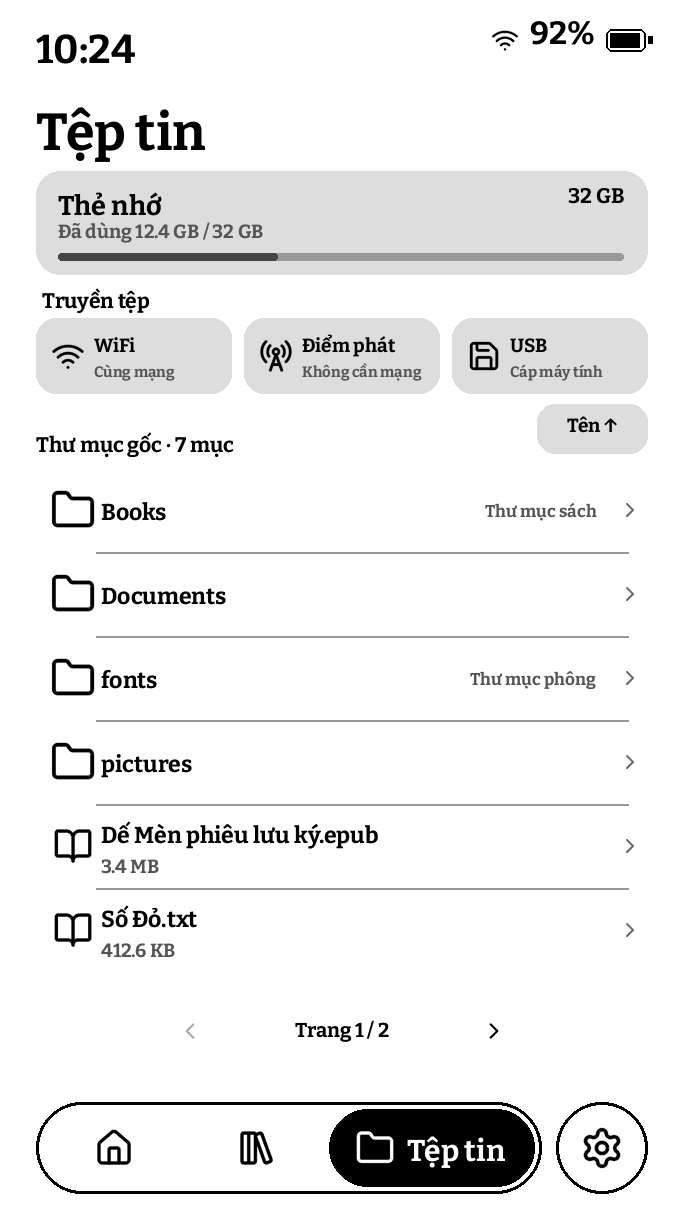 10:24
92%
Tệp tin
Thẻ nhớ
32 GB
Đã dùng 12.4 GB / 32 GB
Truyền tệp
WiFi
Cùng mạng
Điểm phát
Không cần mạng
USB
Cáp máy tính
Tên ↑
Thư mục gốc · 7 mục
Books
Thư mục sách
Documents
fonts
Thư mục phông
pictures
Dế Mèn phiêu lưu ký.epub
3.4 MB
Số Đỏ.txt
412.6 KB
Trang 1 / 2
Tệp tin